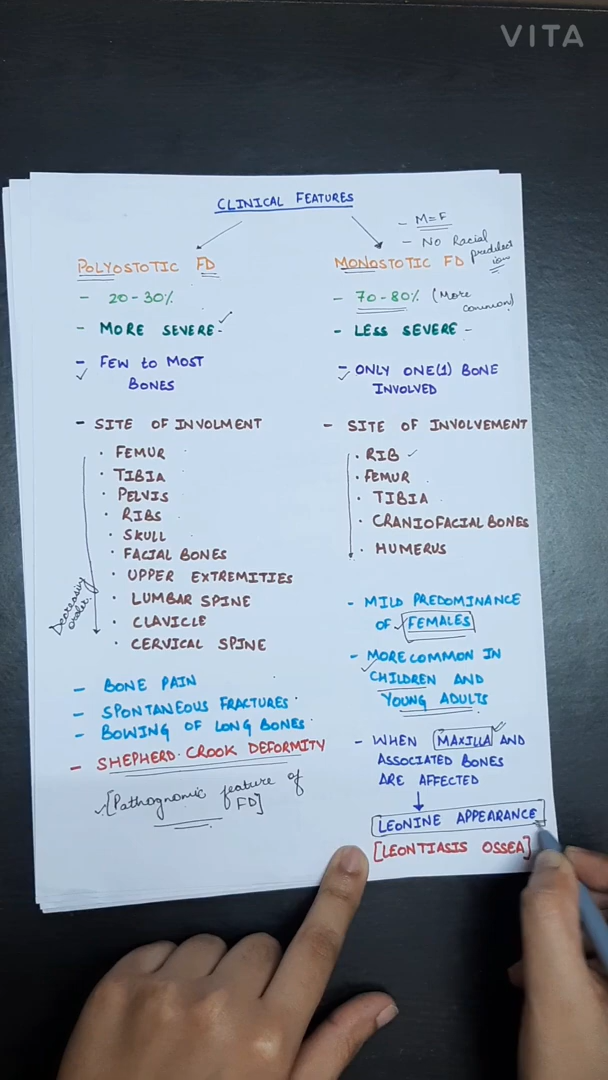 VITA
CLINICAL FEATURES
- M=F
- No Racial
predilect
ion
POLYOSTOTIC FD
- 20-30%
- MORE SEVERE
- FEW TO MOST
BONES
- SITE OF INVOLMENT
· FEMUR
· TIBIA
· PELVIS
· RIBS
· SKULL
· FACIAL BONES
· UPPER EXTREMITIES
· LUMBAR SPINE
· CLAVICLE
· CERVICAL SPINE
Decreasing
order.
- BONE PAIN
- SPONTANEOUS FRACTURES
- BOWING OF LONG BONES
- SHEPHERD CROOK DEFORMITY
[Pathognomic feature of
FD]
MONOSTOTIC FD
- 70-80% (More
common)
- LESS SEVERE -
- ONLY ONE(1) BONE
INVOLVED
- SITE OF INVOLVEMENT
· RIB
· FEMUR
· TIBIA
· CRANIOFACIAL BONES
· HUMERUS
- MILD PREDOMINANCE
OF FEMALES
- MORE COMMON IN
CHILDREN AND
YOUNG ADULTS
- WHEN MAXILLA AND
ASSOCIATED BONES
ARE AFFECTED
LEONINE APPEARANCE
[LEONTIASIS OSSEA]